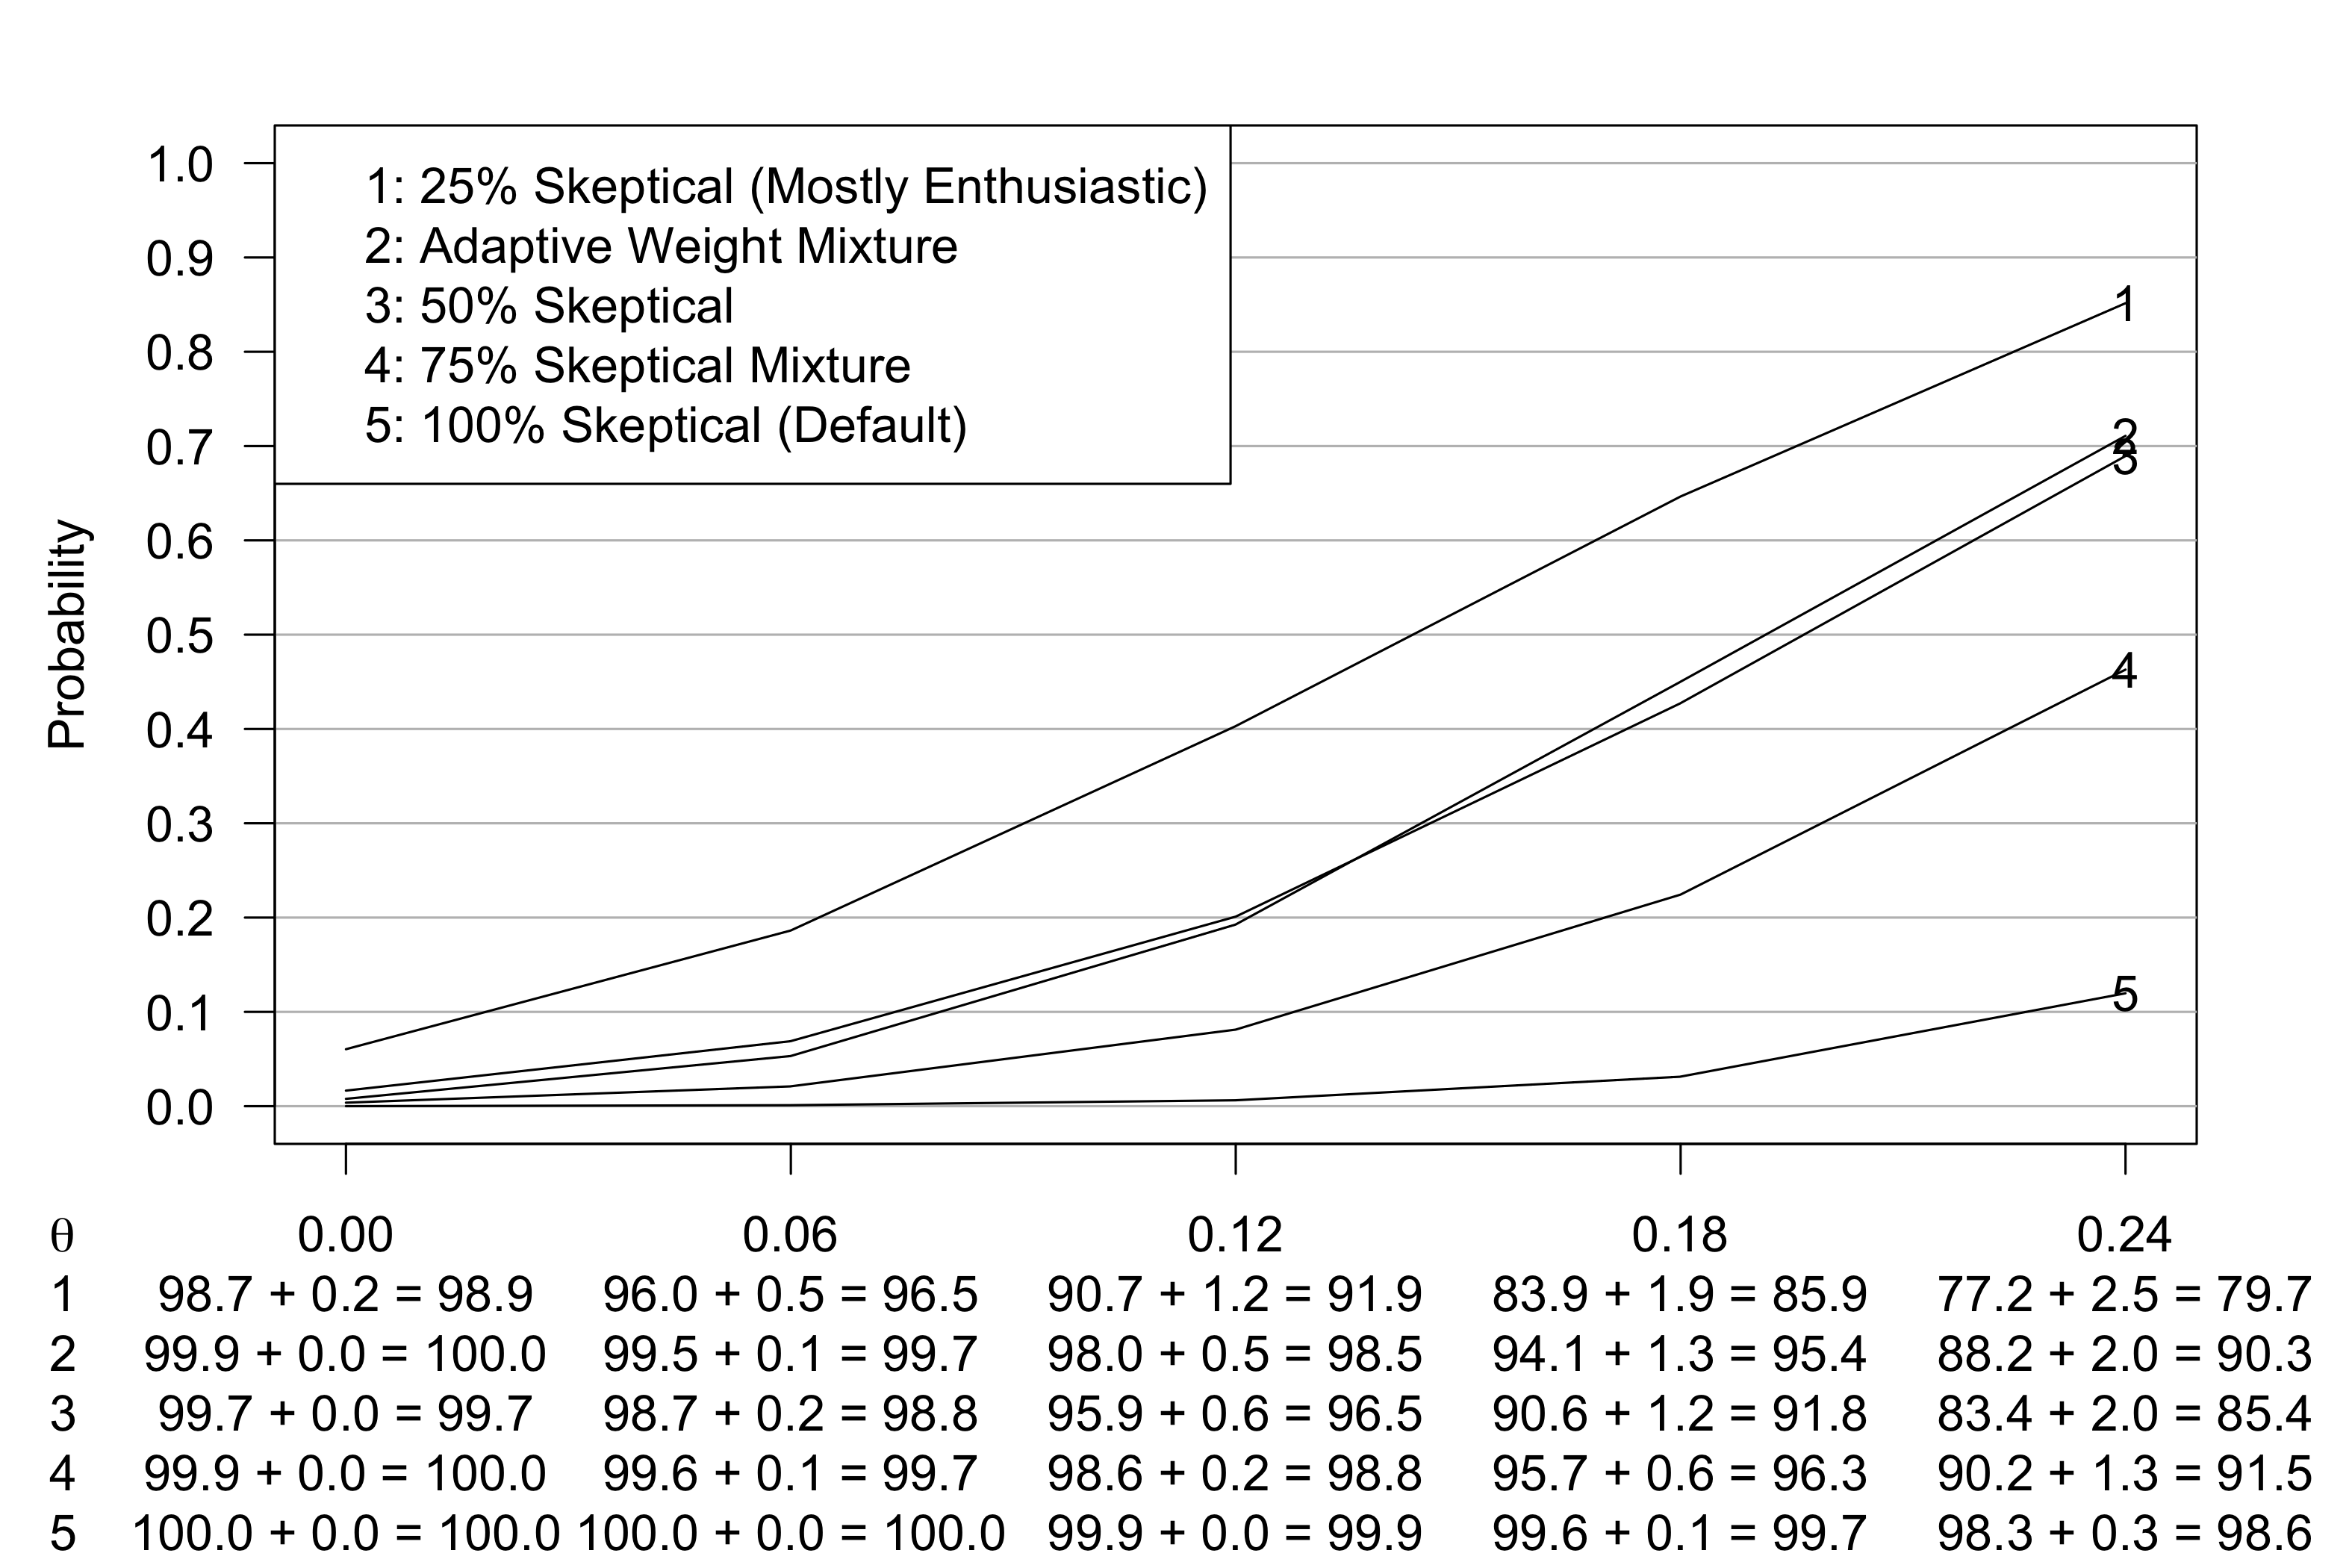 1: 25% Skeptical (Mostly Enthusiastic)
2: Adaptive Weight Mixture
3: 50% Skeptical
4: 75% Skeptical Mixture
5: 100% Skeptical (Default)
1.0
0.9
0.8
0.7
0.6
0.5
0.4
0.3
0.2
0.1
0.0
Probability
1
2
3
4
5
θ 0.00 0.06 0.12 0.18 0.24
1 98.7 + 0.2 = 98.9 96.0 + 0.5 = 96.5 90.7 + 1.2 = 91.9 83.9 + 1.9 = 85.9 77.2 + 2.5 = 79.7
2 99.9 + 0.0 = 100.0 99.5 + 0.1 = 99.7 98.0 + 0.5 = 98.5 94.1 + 1.3 = 95.4 88.2 + 2.0 = 90.3
3 99.7 + 0.0 = 99.7 98.7 + 0.2 = 98.8 95.9 + 0.6 = 96.5 90.6 + 1.2 = 91.8 83.4 + 2.0 = 85.4
4 99.9 + 0.0 = 100.0 99.6 + 0.1 = 99.7 98.6 + 0.2 = 98.8 95.7 + 0.6 = 96.3 90.2 + 1.3 = 91.5
5 100.0 + 0.0 = 100.0 100.0 + 0.0 = 100.0 99.9 + 0.0 = 99.9 99.6 + 0.1 = 99.7 98.3 + 0.3 = 98.6